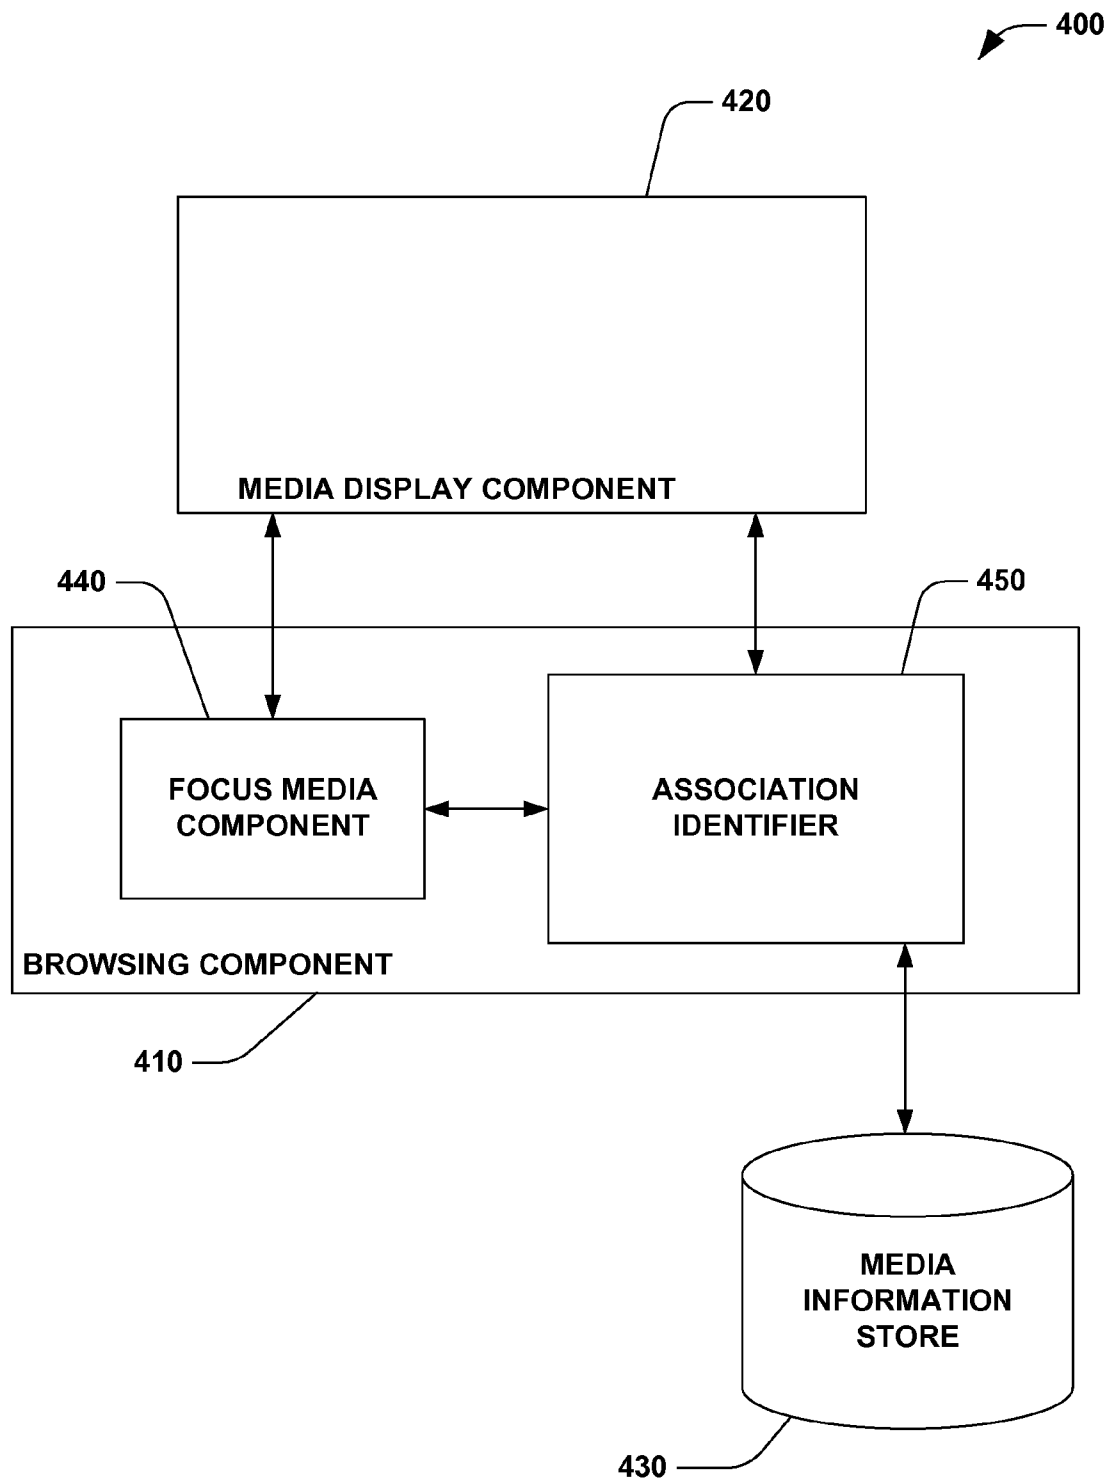 400
420
MEDIA DISPLAY COMPONENT
440
450
FOCUS MEDIA
COMPONENT
ASSOCIATION
IDENTIFIER
BROWSING COMPONENT
410
MEDIA
INFORMATION
STORE
430